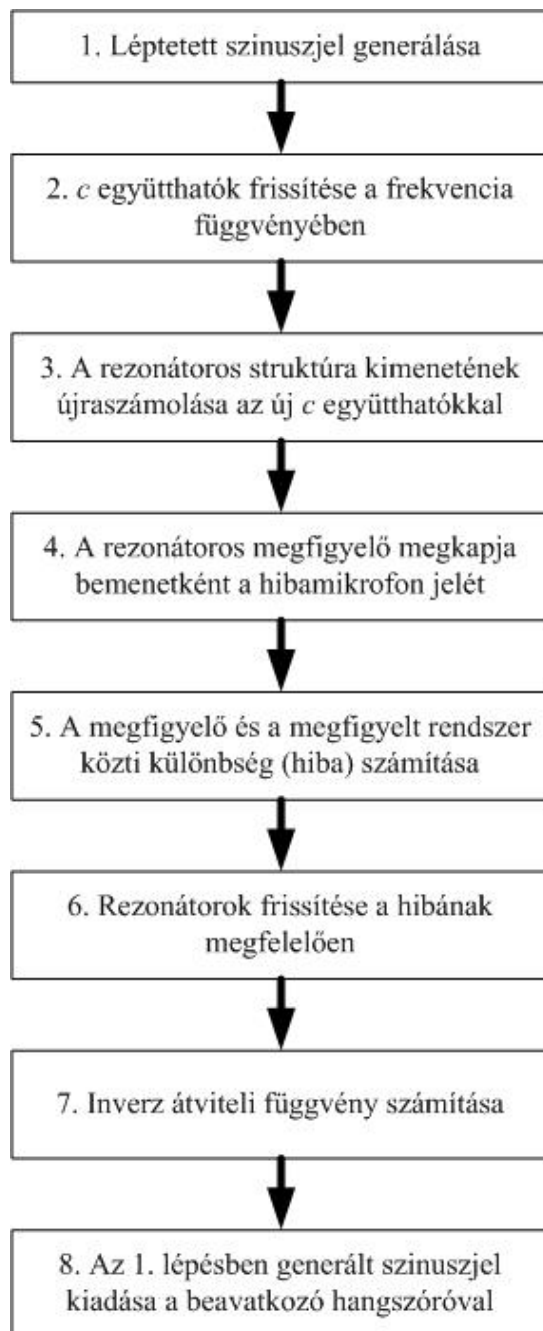 1. Léptetett szinuszjel generálása
2. c együtthatók frissítése a frekvencia
függvényében
3. A rezonátoros struktúra kimenetének
újraszámolása az új c együtthatókkal
4. A rezonátoros megfigyelő megkapja
bemenetként a hibamikrofon jelét
5. A megfigyelő és a megfigyelt rendszer
közti különbség (hiba) számítása
6. Rezonátorok frissítése a hibának
megfelelően
7. Inverz átviteli függvény számítása
8. Az 1. lépésben generált szinuszjel
kiadása a beavatkozó hangszóróval